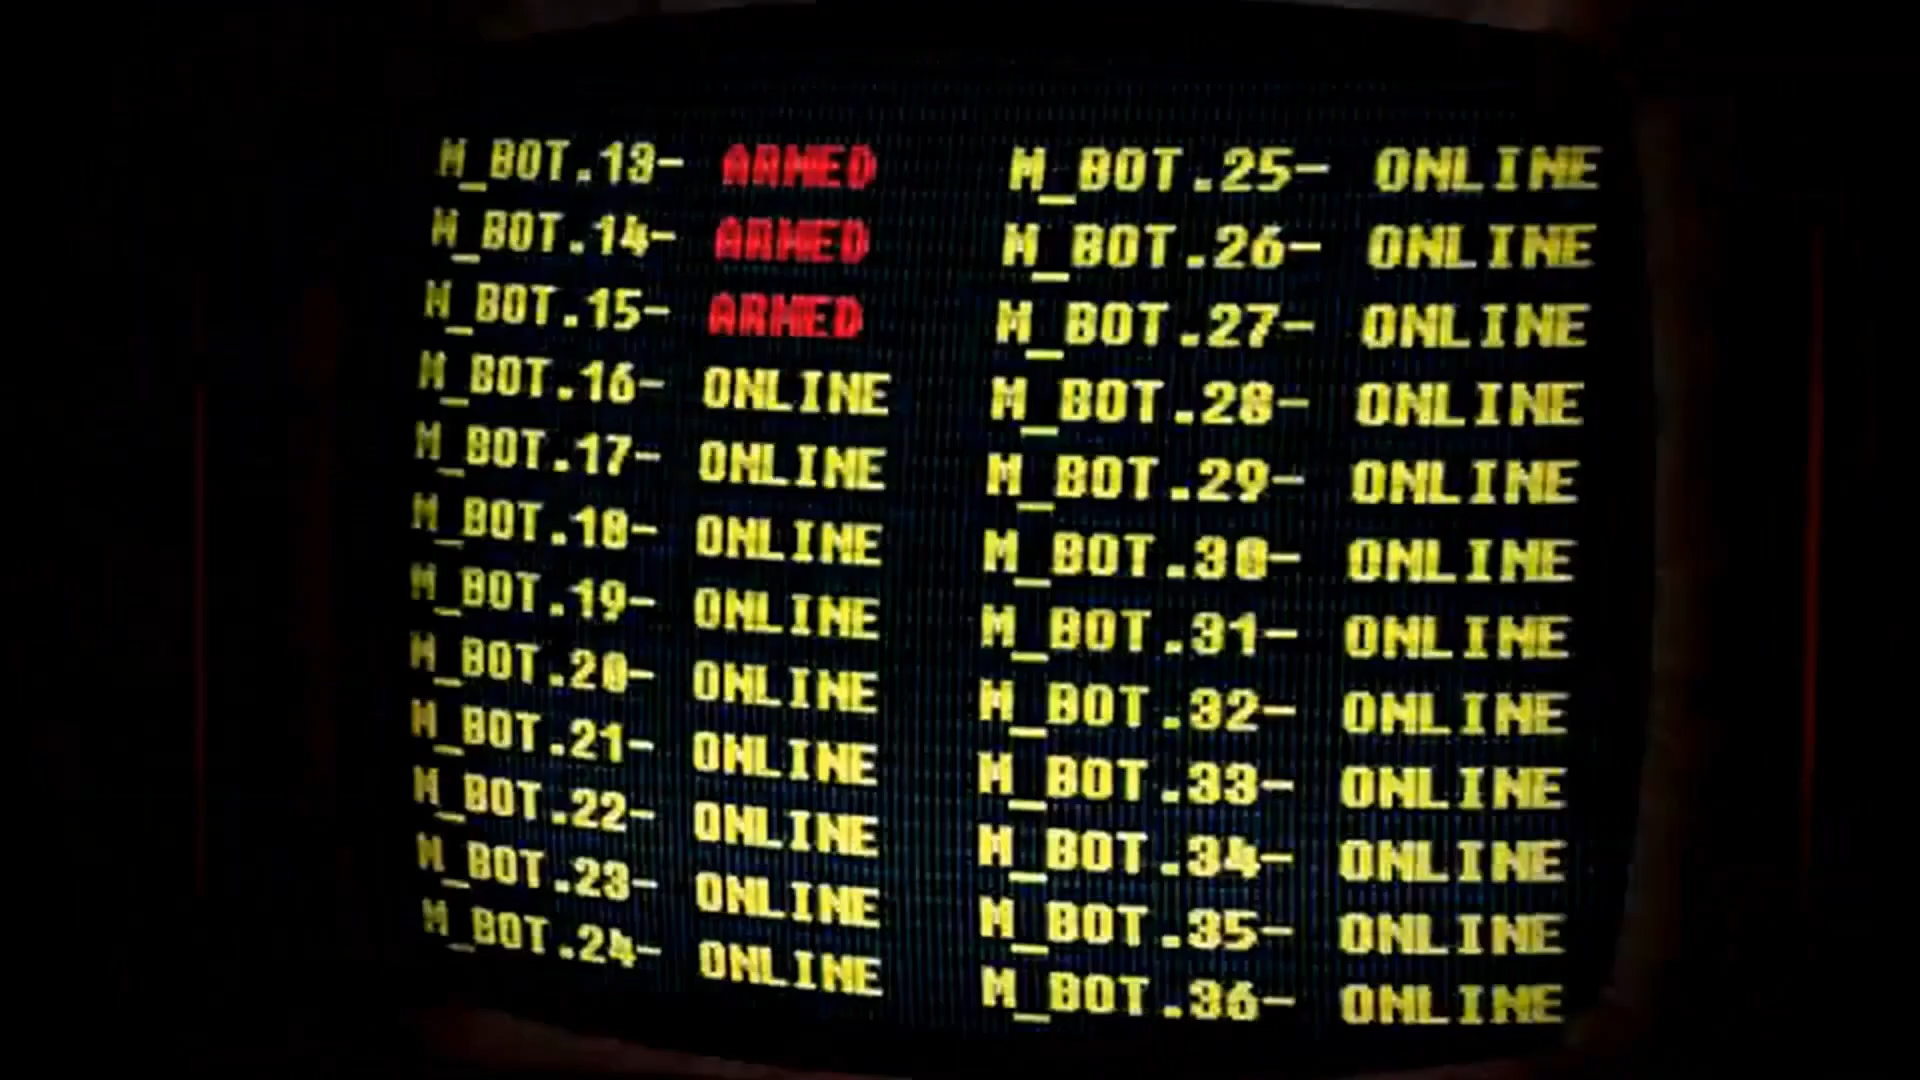 M_BOT.13- ARMED
M_BOT.14- ARMED
M_BOT.15- ARMED
M_BOT.16- ONLINE
M_BOT.17- ONLINE
M_BOT.18- ONLINE
M_BOT.19- ONLINE
M_BOT.20- ONLINE
M_BOT.21- ONLINE
M_BOT.22- ONLINE
M_BOT.23- ONLINE
M_BOT.24- ONLINE
M_BOT.25- ONLINE
M_BOT.26- ONLINE
M_BOT.27- ONLINE
M_BOT.28- ONLINE
M_BOT.29- ONLINE
M_BOT.30- ONLINE
M_BOT.31- ONLINE
M_BOT.32- ONLINE
M_BOT.33- ONLINE
M_BOT.34- ONLINE
M_BOT.35- ONLINE
M_BOT.36- ONLINE